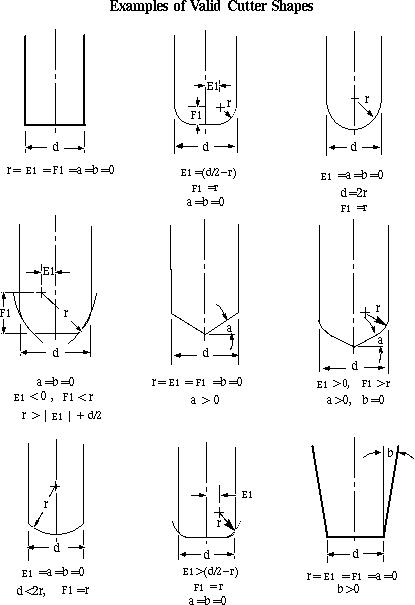 Examples of Valid Cutter Shapes
E1
r
F1
r
d
d
d
r = E1 = F1 = a = b = 0
E1 = (d/2 - r)
F1 = r
a = b = 0
E1 = a = b = 0
d = 2r
F1 = r
E1
F1
r
d
a
d
r
a
d
a = b = 0
E1 < 0 , F1 < r
r > | E1 | + d/2
r = E1 = F1 = b = 0
a > 0
E1 > 0, F1 > r
a > 0, b = 0
r
d
E1
r
d
b
d
E1 = a = b = 0
d < 2r, F1 = r
E1 > (d/2 - r)
F1 = r
a = b = 0
r = E1 = F1 = a = 0
b > 0